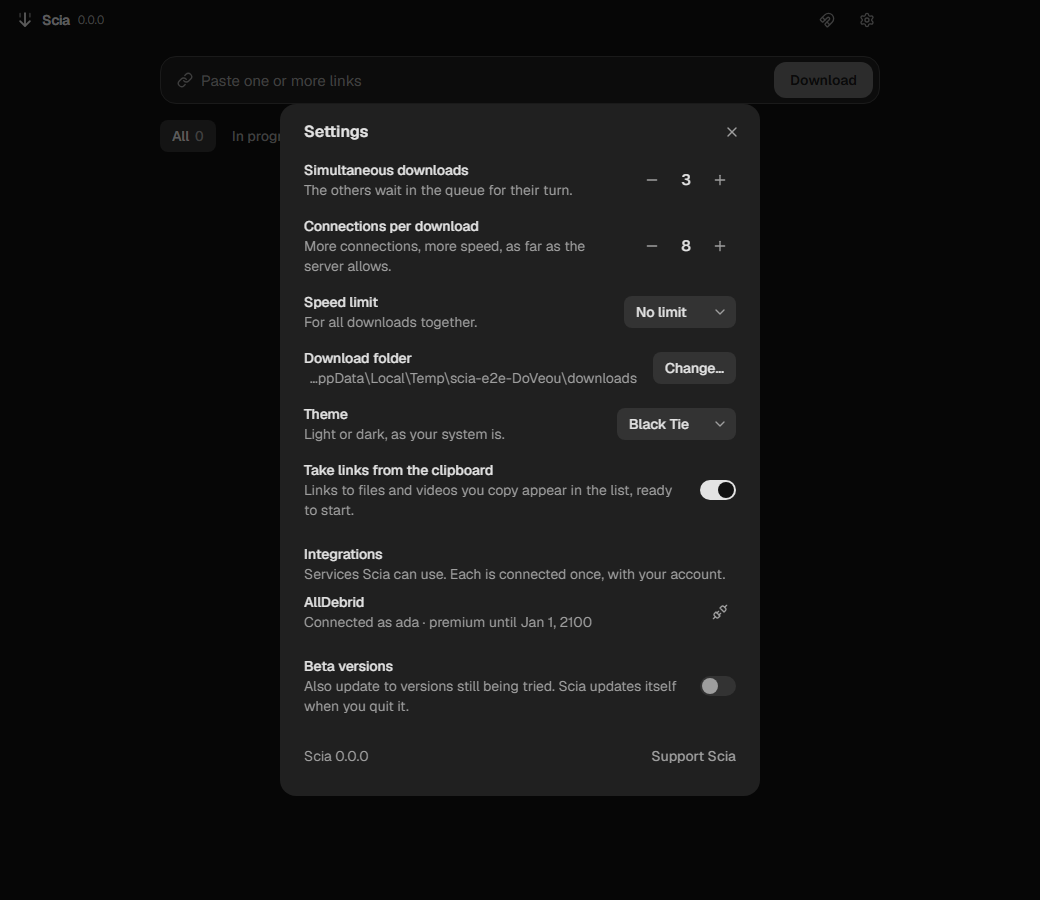 Scia 0.0.0
Paste one or more links
Download
All 0
In progr
Settings
Simultaneous downloads
The others wait in the queue for their turn.
3
Connections per download
More connections, more speed, as far as the
server allows.
8
Speed limit
For all downloads together.
No limit
Download folder
…ppData\Local\Temp\scia-e2e-DoVeou\downloads
Change…
Theme
Light or dark, as your system is.
Black Tie
Take links from the clipboard
Links to files and videos you copy appear in the list, ready
to start.
Integrations
Services Scia can use. Each is connected once, with your account.
AllDebrid
Connected as ada · premium until Jan 1, 2100
Beta versions
Also update to versions still being tried. Scia updates itself
when you quit it.
Scia 0.0.0
Support Scia